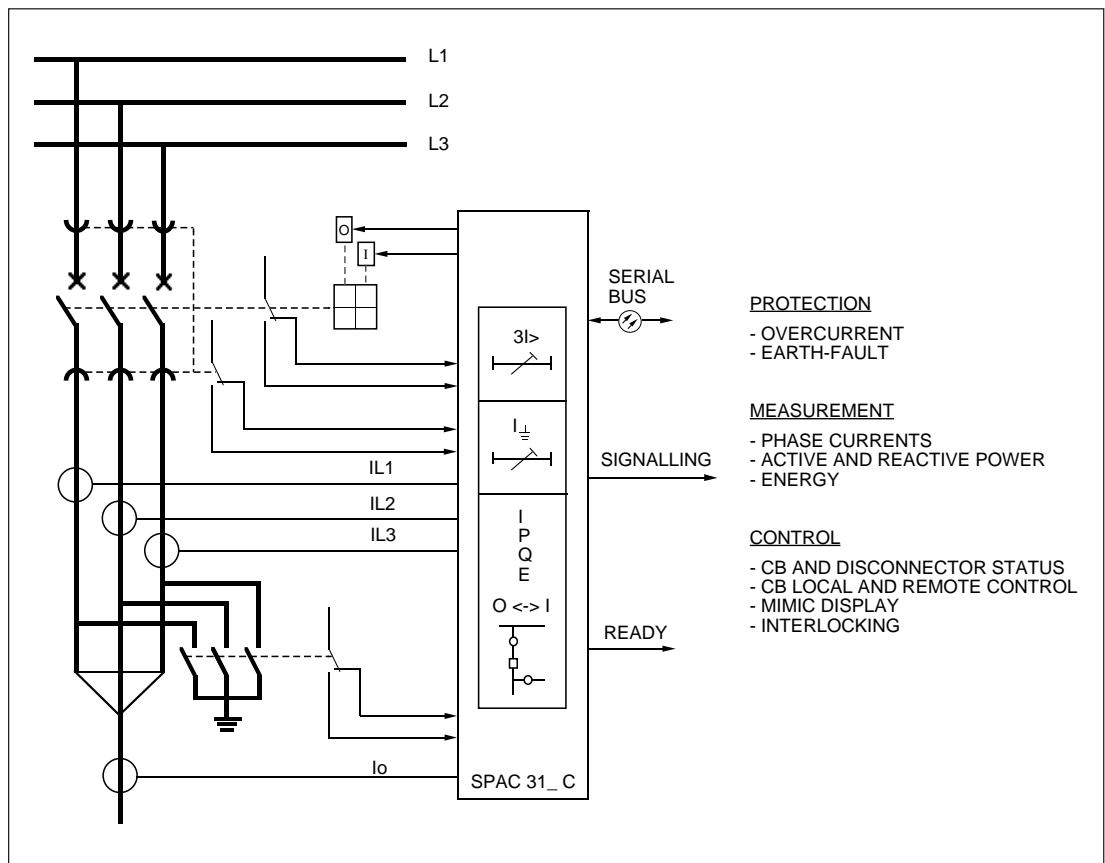 L1
L2
L3
O
I
SERIAL
BUS
3I>
I
SIGNALLING
IL1
IL2
IL3
I
P
Q
E
O <-> I
READY
Io
SPAC 31_ C
PROTECTION
- OVERCURRENT
- EARTH-FAULT
MEASUREMENT
- PHASE CURRENTS
- ACTIVE AND REACTIVE POWER
- ENERGY
CONTROL
- CB AND DISCONNECTOR STATUS
- CB LOCAL AND REMOTE CONTROL
- MIMIC DISPLAY
- INTERLOCKING